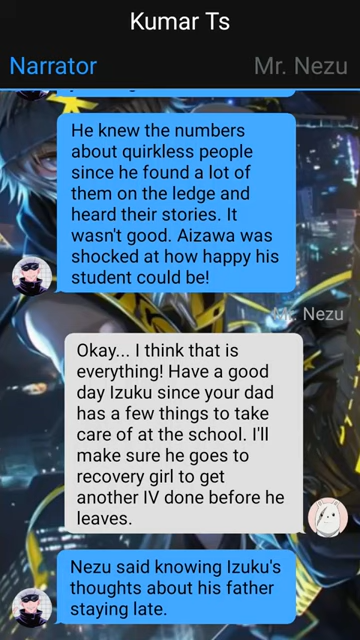 Kumar Ts
Narrator
Mr. Nezu
He knew the numbers
about quirkless people
since he found a lot of
them on the ledge and
heard their stories. It
wasn't good. Aizawa was
shocked at how happy his
student could be!
Mr. Nezu
Okay... I think that is
everything! Have a good
day Izuku since your dad
has a few things to take
care of at the school. I'll
make sure he goes to
recovery girl to get
another IV done before he
leaves.
Nezu said knowing Izuku's
thoughts about his father
staying late.